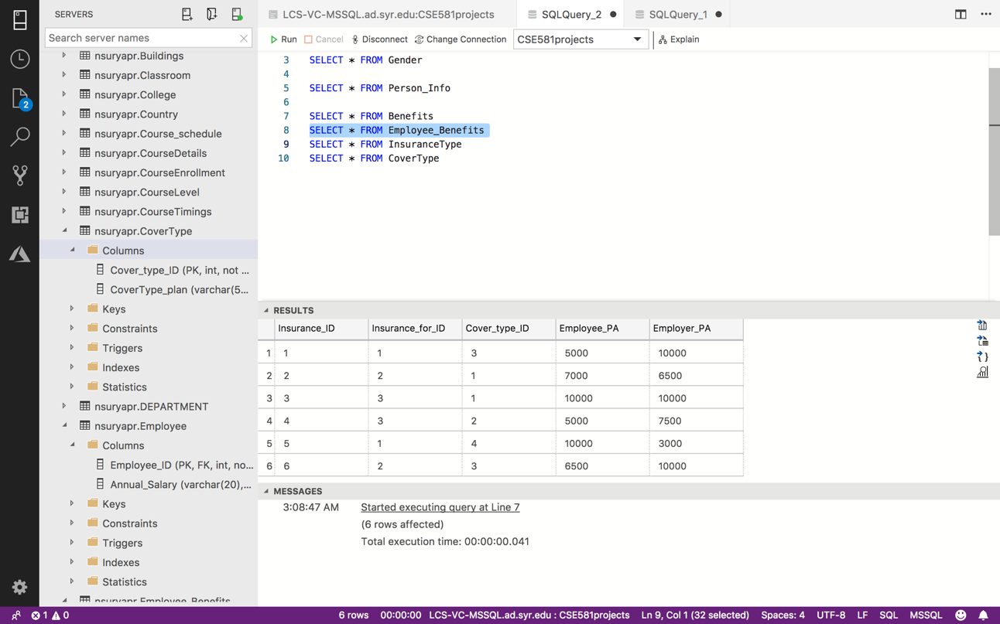 SERVERS
LCS-VC-MSSQL.ad.syr.edu:CSE581projects
SQLQuery_2
SQLQuery_1
Search server names
Run
Cancel
Disconnect
Change Connection
CSE581projects
Explain
nsuryapr.Buildings
nsuryapr.Classroom
nsuryapr.College
nsuryapr.Country
nsuryapr.Course_schedule
nsuryapr.CourseDetails
nsuryapr.CourseEnrollment
nsuryapr.CourseLevel
nsuryapr.CourseTimings
nsuryapr.CoverType
Columns
Cover_type_ID (PK, int, not ...
CoverType_plan (varchar(5...
Keys
Constraints
Triggers
Indexes
Statistics
nsuryapr.DEPARTMENT
nsuryapr.Employee
Columns
Employee_ID (PK, FK, int, no...
Annual_Salary (varchar(20),...
Keys
Constraints
Triggers
Indexes
Statistics
nsuryapr.Employee_Benefits
2
3 SELECT * FROM Gender
4
5 SELECT * FROM Person_Info
6
7 SELECT * FROM Benefits
8 SELECT * FROM Employee_Benefits
9 SELECT * FROM InsuranceType
10 SELECT * FROM CoverType
RESULTS
Insurance_ID Insurance_for_ID Cover_type_ID Employee_PA Employer_PA
1 1 1 3 5000 10000
2 2 2 1 7000 6500
3 3 3 1 10000 10000
4 4 3 2 5000 7500
5 5 1 4 10000 3000
6 6 2 3 6500 10000
MESSAGES
3:08:47 AM Started executing query at Line 7
(6 rows affected)
Total execution time: 00:00:00.041
1 0
6 rows 00:00:00 LCS-VC-MSSQL.ad.syr.edu : CSE581projects Ln 9, Col 1 (32 selected) Spaces: 4 UTF-8 LF SQL MSSQL